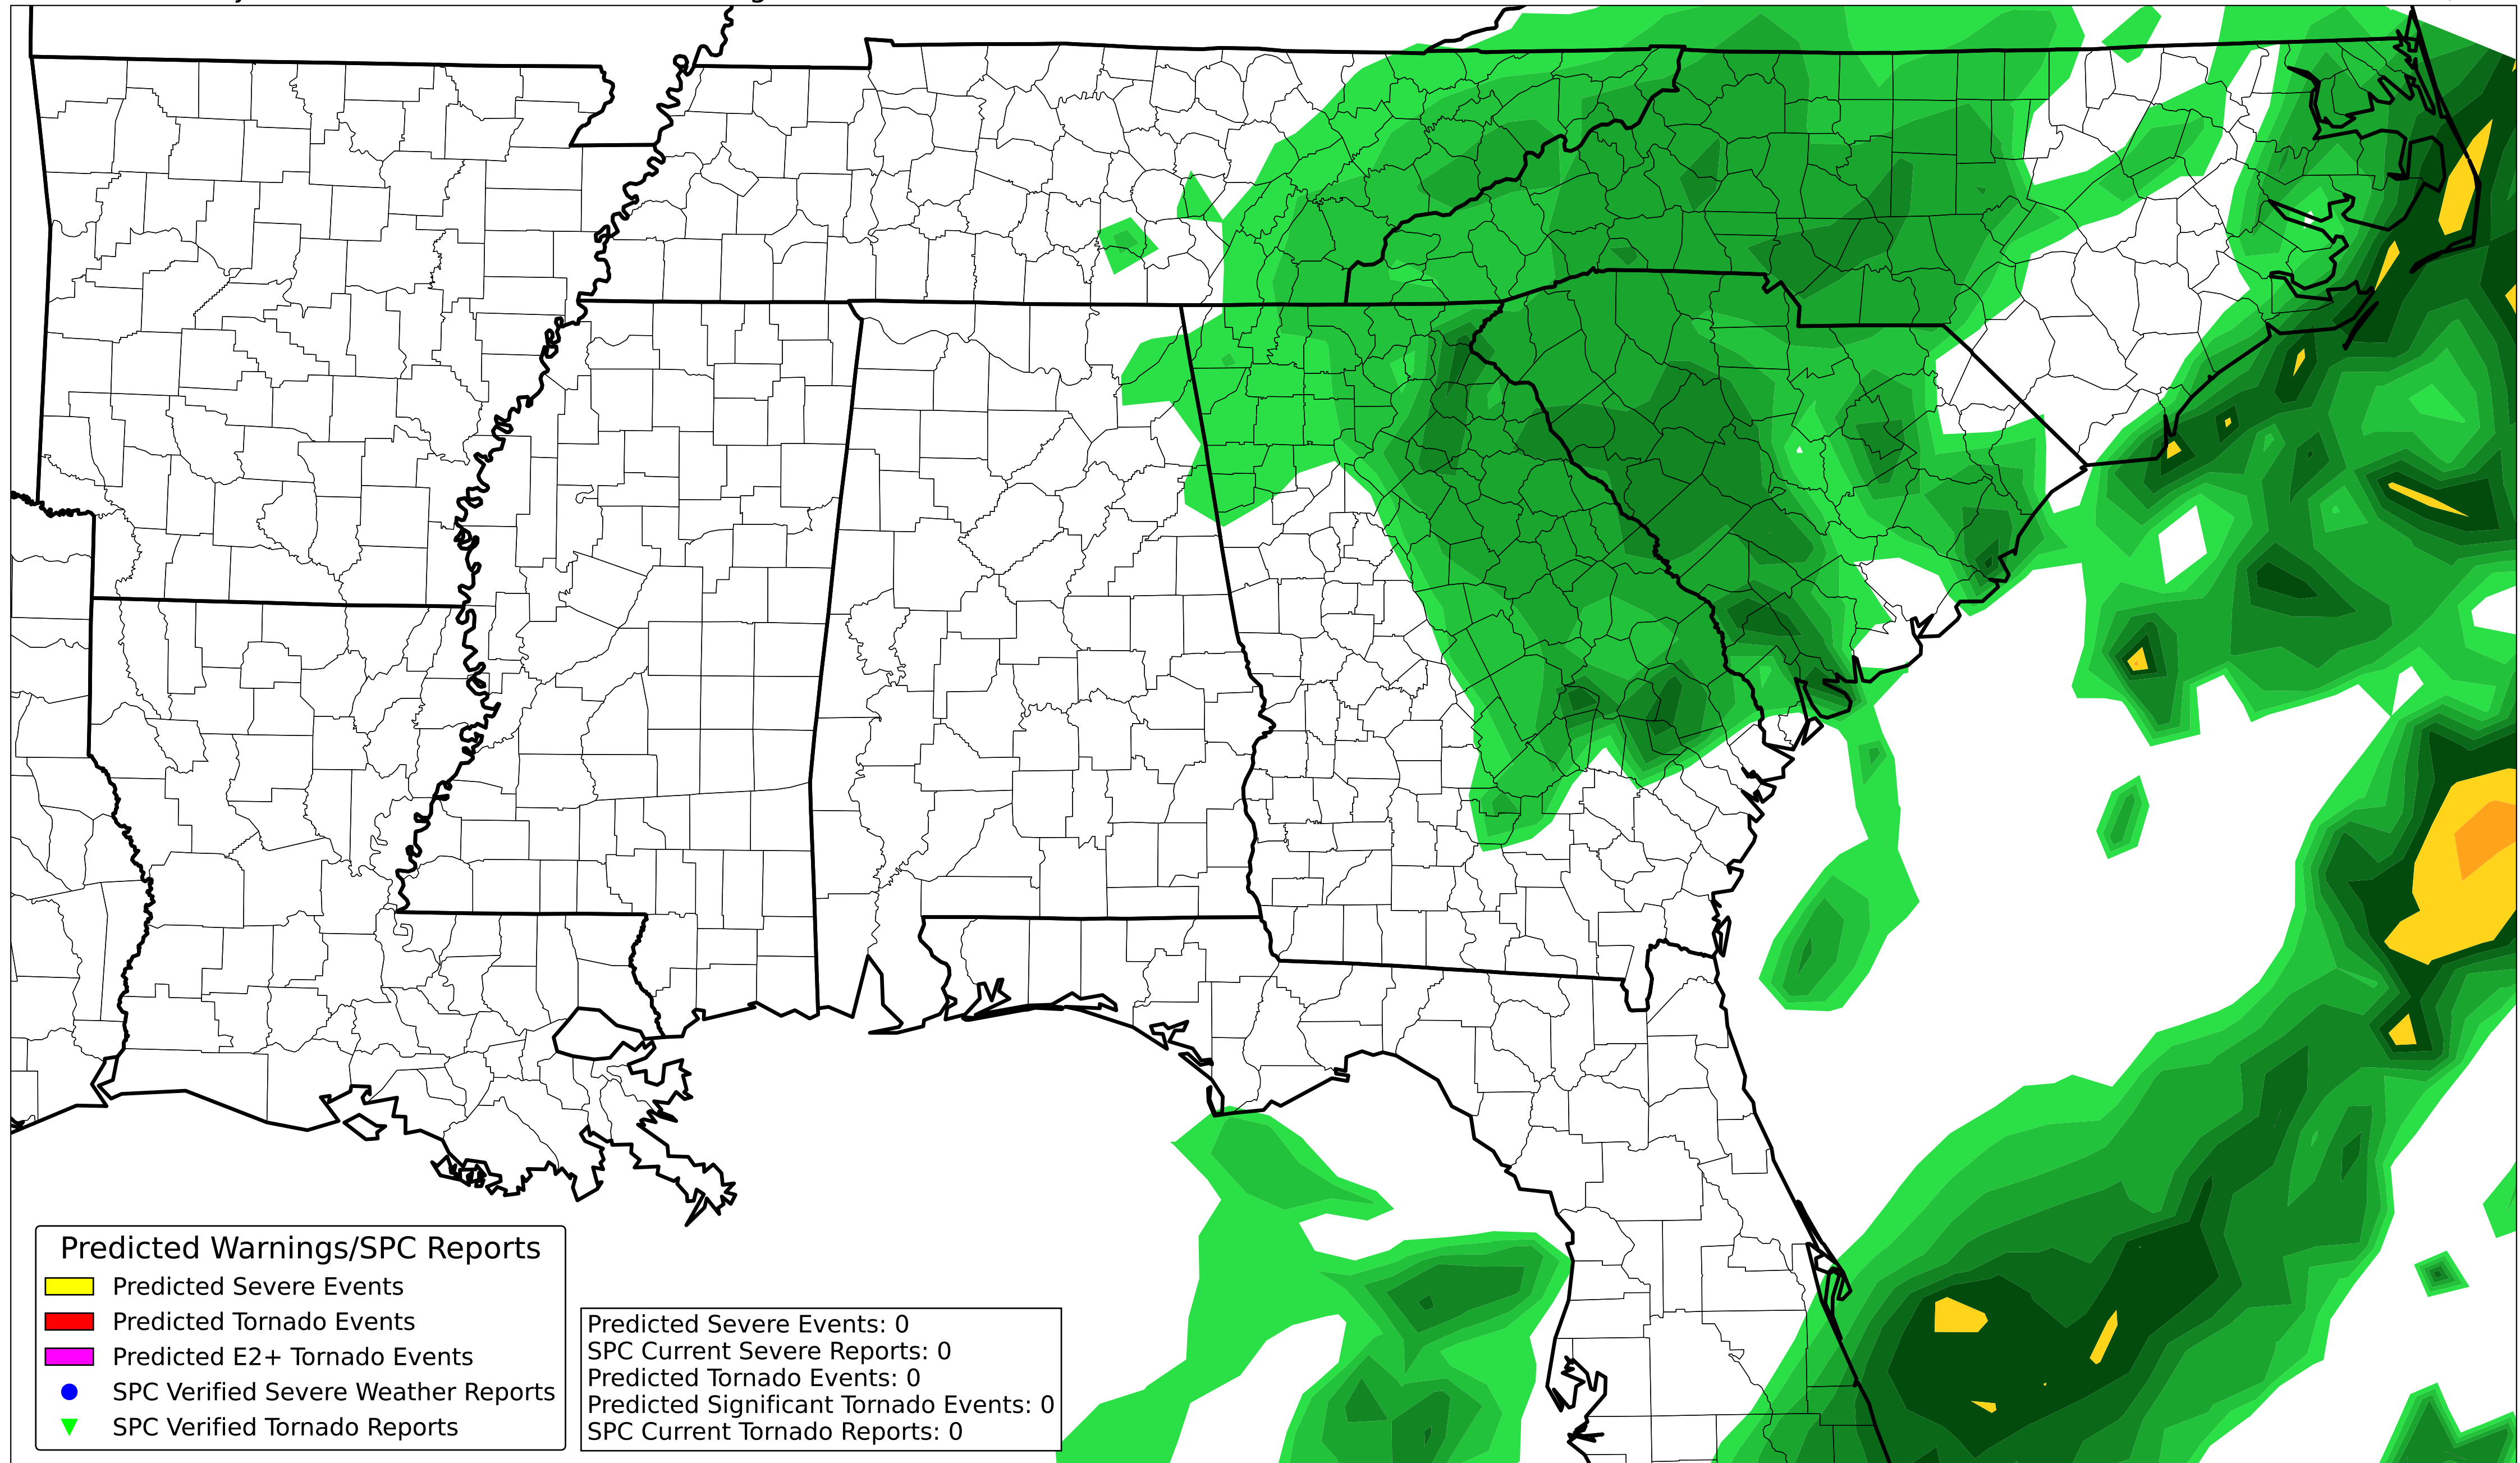 Predicted Warnings/SPC Reports
Predicted Severe Events
Predicted Tornado Events
Predicted E2+ Tornado Events
SPC Verified Severe Weather Reports
SPC Verified Tornado Reports
Predicted Severe Events: 0
SPC Current Severe Reports: 0
Predicted Tornado Events: 0
Predicted Significant Tornado Events: 0
SPC Current Tornado Reports: 0